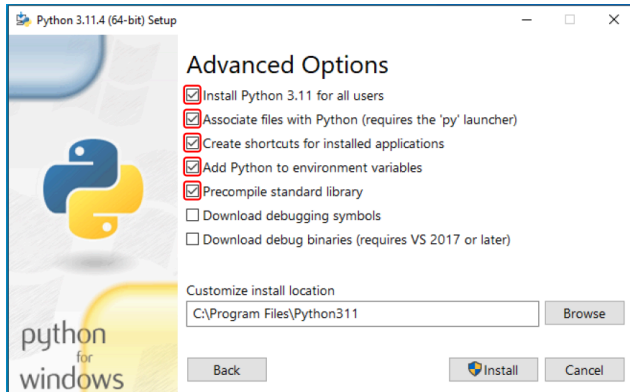 Python 3.11.4 (64-bit) Setup
Advanced Options
Install Python 3.11 for all users
Associate files with Python (requires the 'py' launcher)
Create shortcuts for installed applications
Add Python to environment variables
Precompile standard library
Download debugging symbols
Download debug binaries (requires VS 2017 or later)
Customize install location
C:\Program Files\Python311
Browse
python
for
windows
Back
Install
Cancel